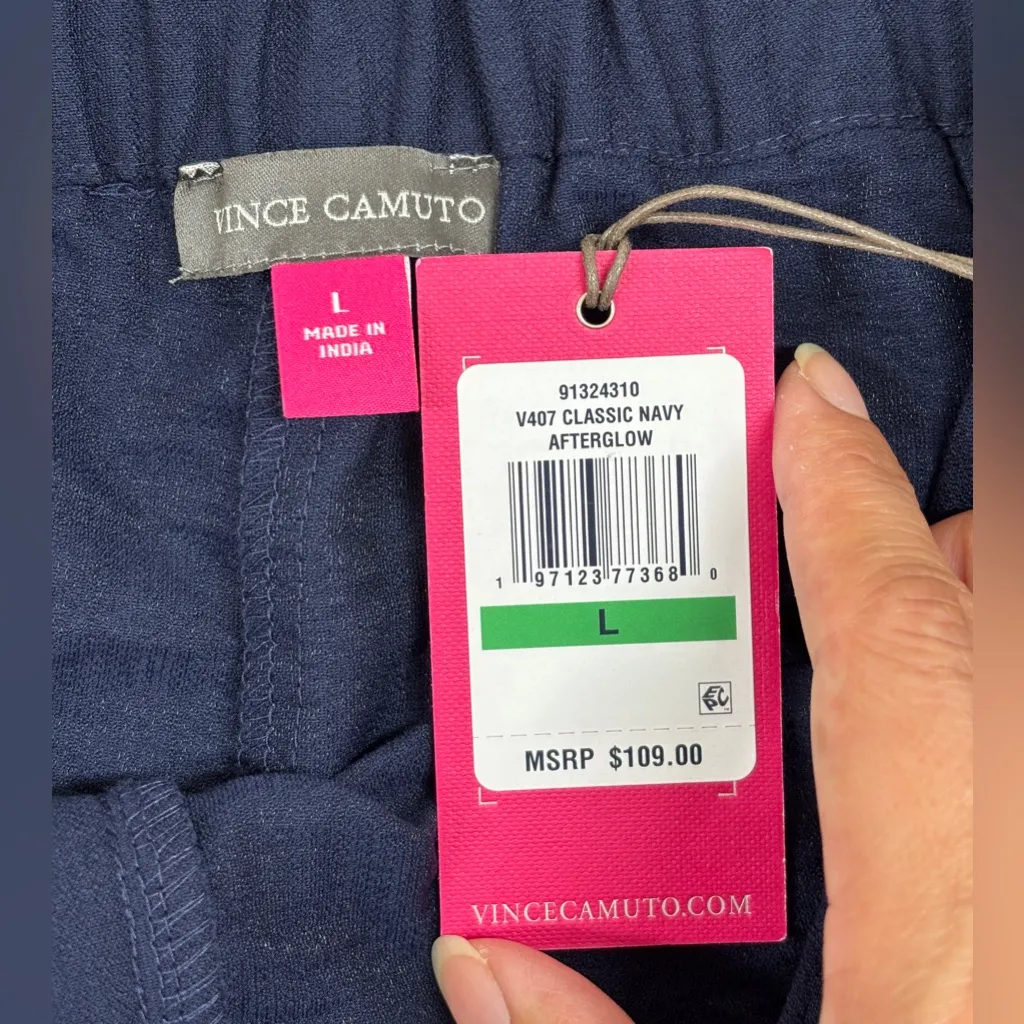 VINCE CAMUTO
L
MADE IN
INDIA
91324310
V407 CLASSIC NAVY
AFTERGLOW
1 97123 77368 0
L
EPC
MSRP $109.00
VINCECAMUTO.COM